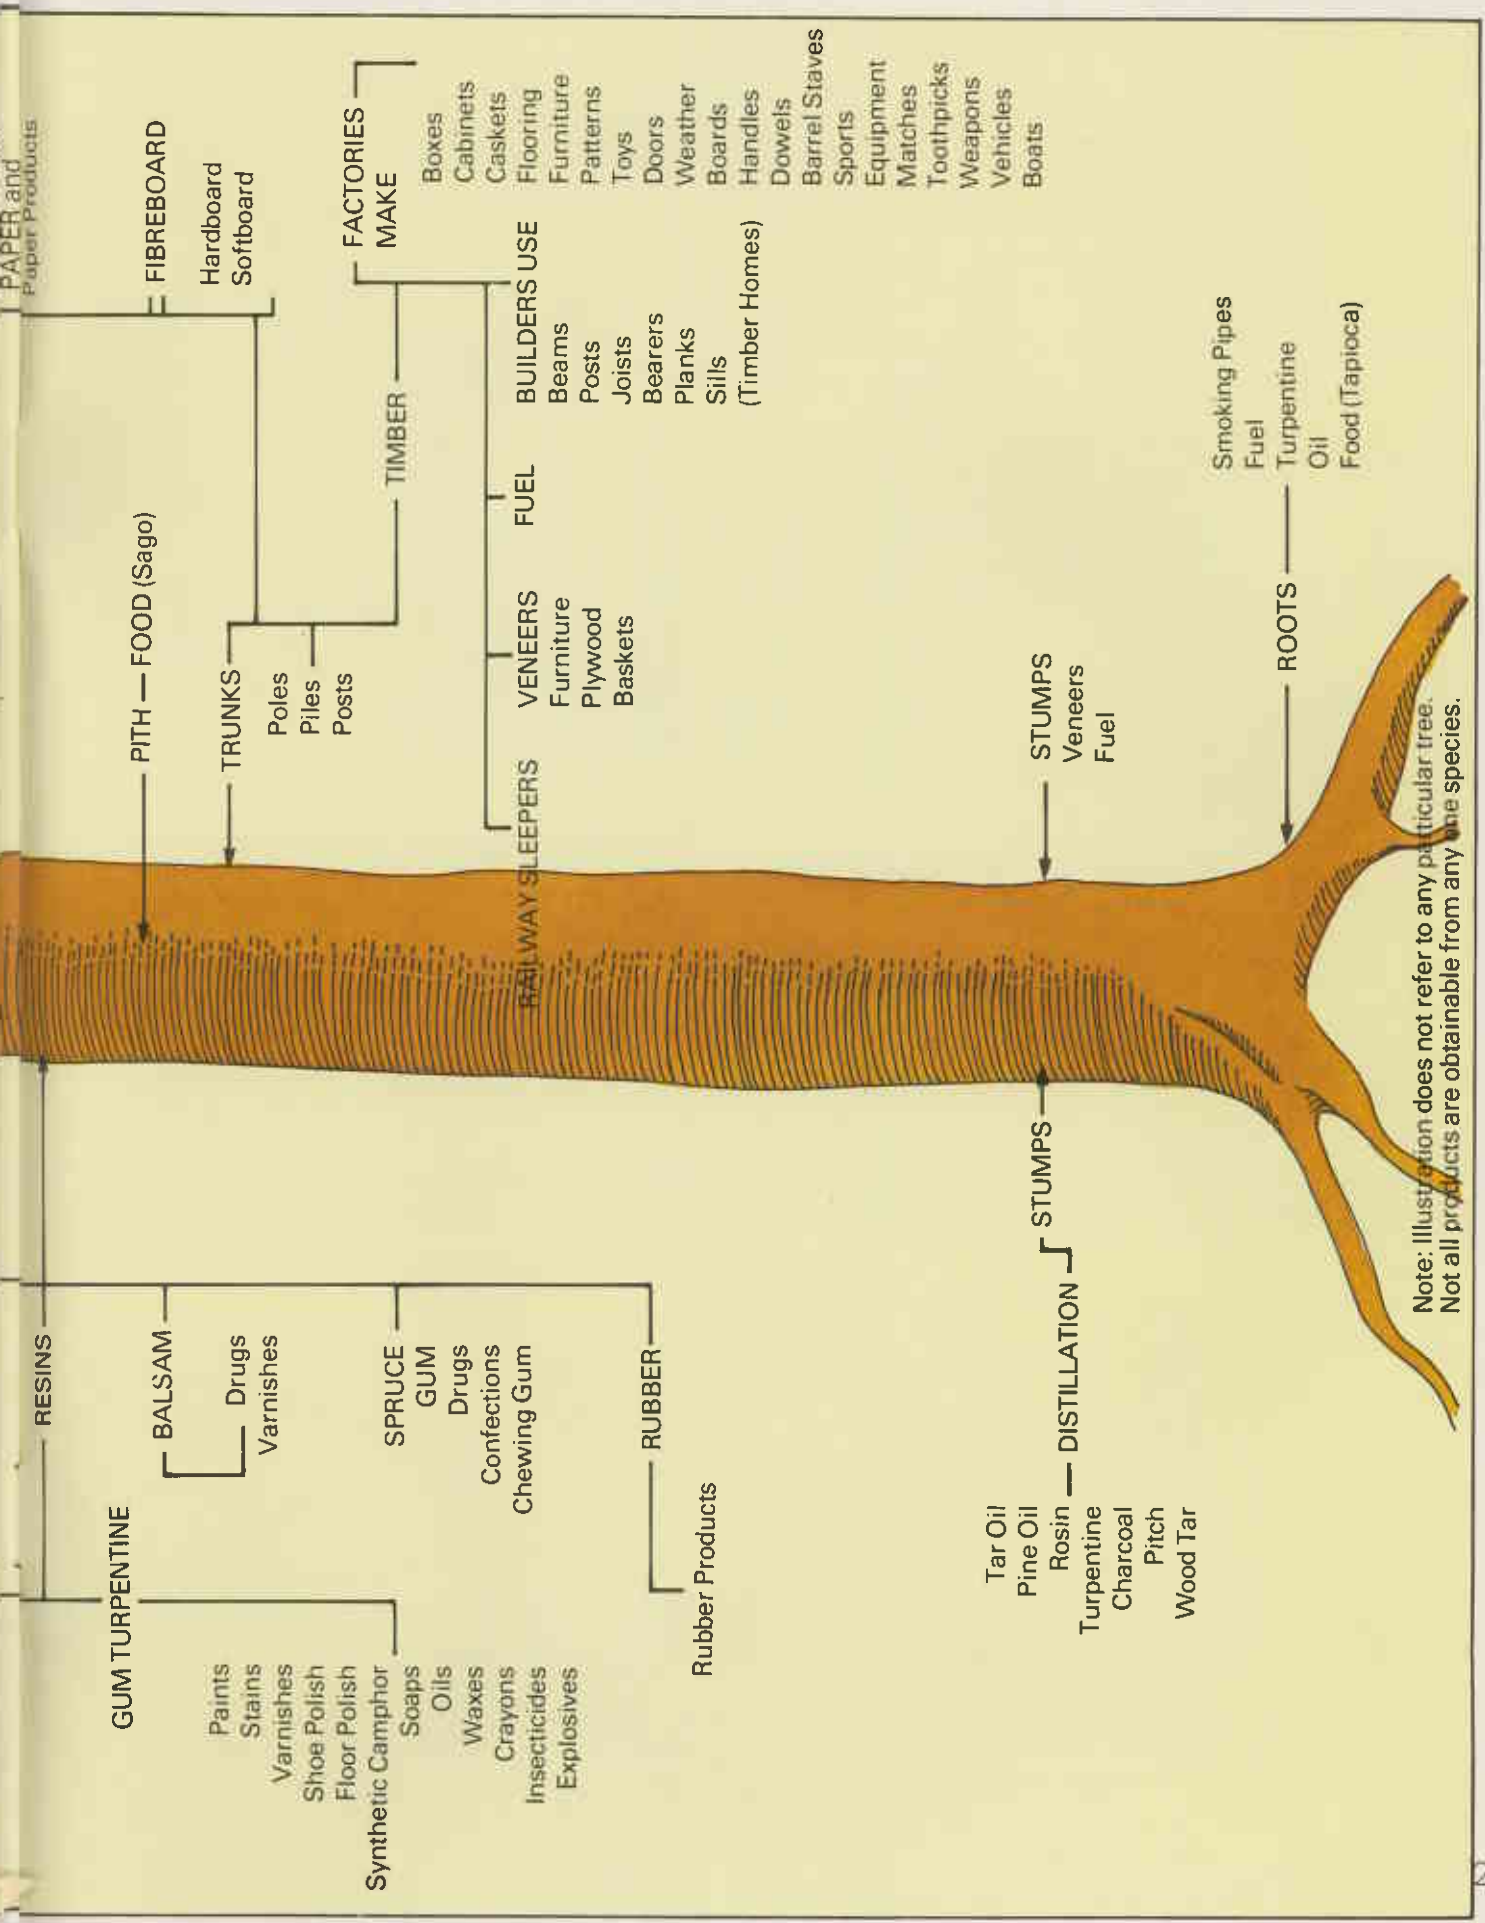 PAPER and
Paper Products
FIBREBOARD
Hardboard
Softboard
PITH — FOOD (Sago)
TRUNKS
Poles
Piles
Posts
TIMBER
FACTORIES
MAKE
Boxes
Cabinets
Caskets
Flooring
Furniture
Patterns
Toys
Doors
Weather
Boards
Handles
Dowels
Barrel Staves
Sports
Equipment
Matches
Toothpicks
Weapons
Vehicles
Boats
BUILDERS USE
Beams
Posts
Joists
Bearers
Planks
Sills
(Timber Homes)
FUEL
VENEERS
Furniture
Plywood
Baskets
RAILWAY SLEEPERS
STUMPS
Veneers
Fuel
ROOTS
Smoking Pipes
Fuel
Turpentine
Oil
Food (Tapioca)
RESINS
GUM TURPENTINE
Paints
Stains
Varnishes
Shoe Polish
Floor Polish
Synthetic Camphor
Soaps
Oils
Waxes
Crayons
Insecticides
Explosives
BALSAM
Drugs
Varnishes
SPRUCE
GUM
Drugs
Confections
Chewing Gum
RUBBER
Rubber Products
STUMPS
DISTILLATION
Tar Oil
Pine Oil
Rosin
Turpentine
Charcoal
Pitch
Wood Tar
Note: Illustration does not refer to any particular tree.
Not all products are obtainable from any one species.